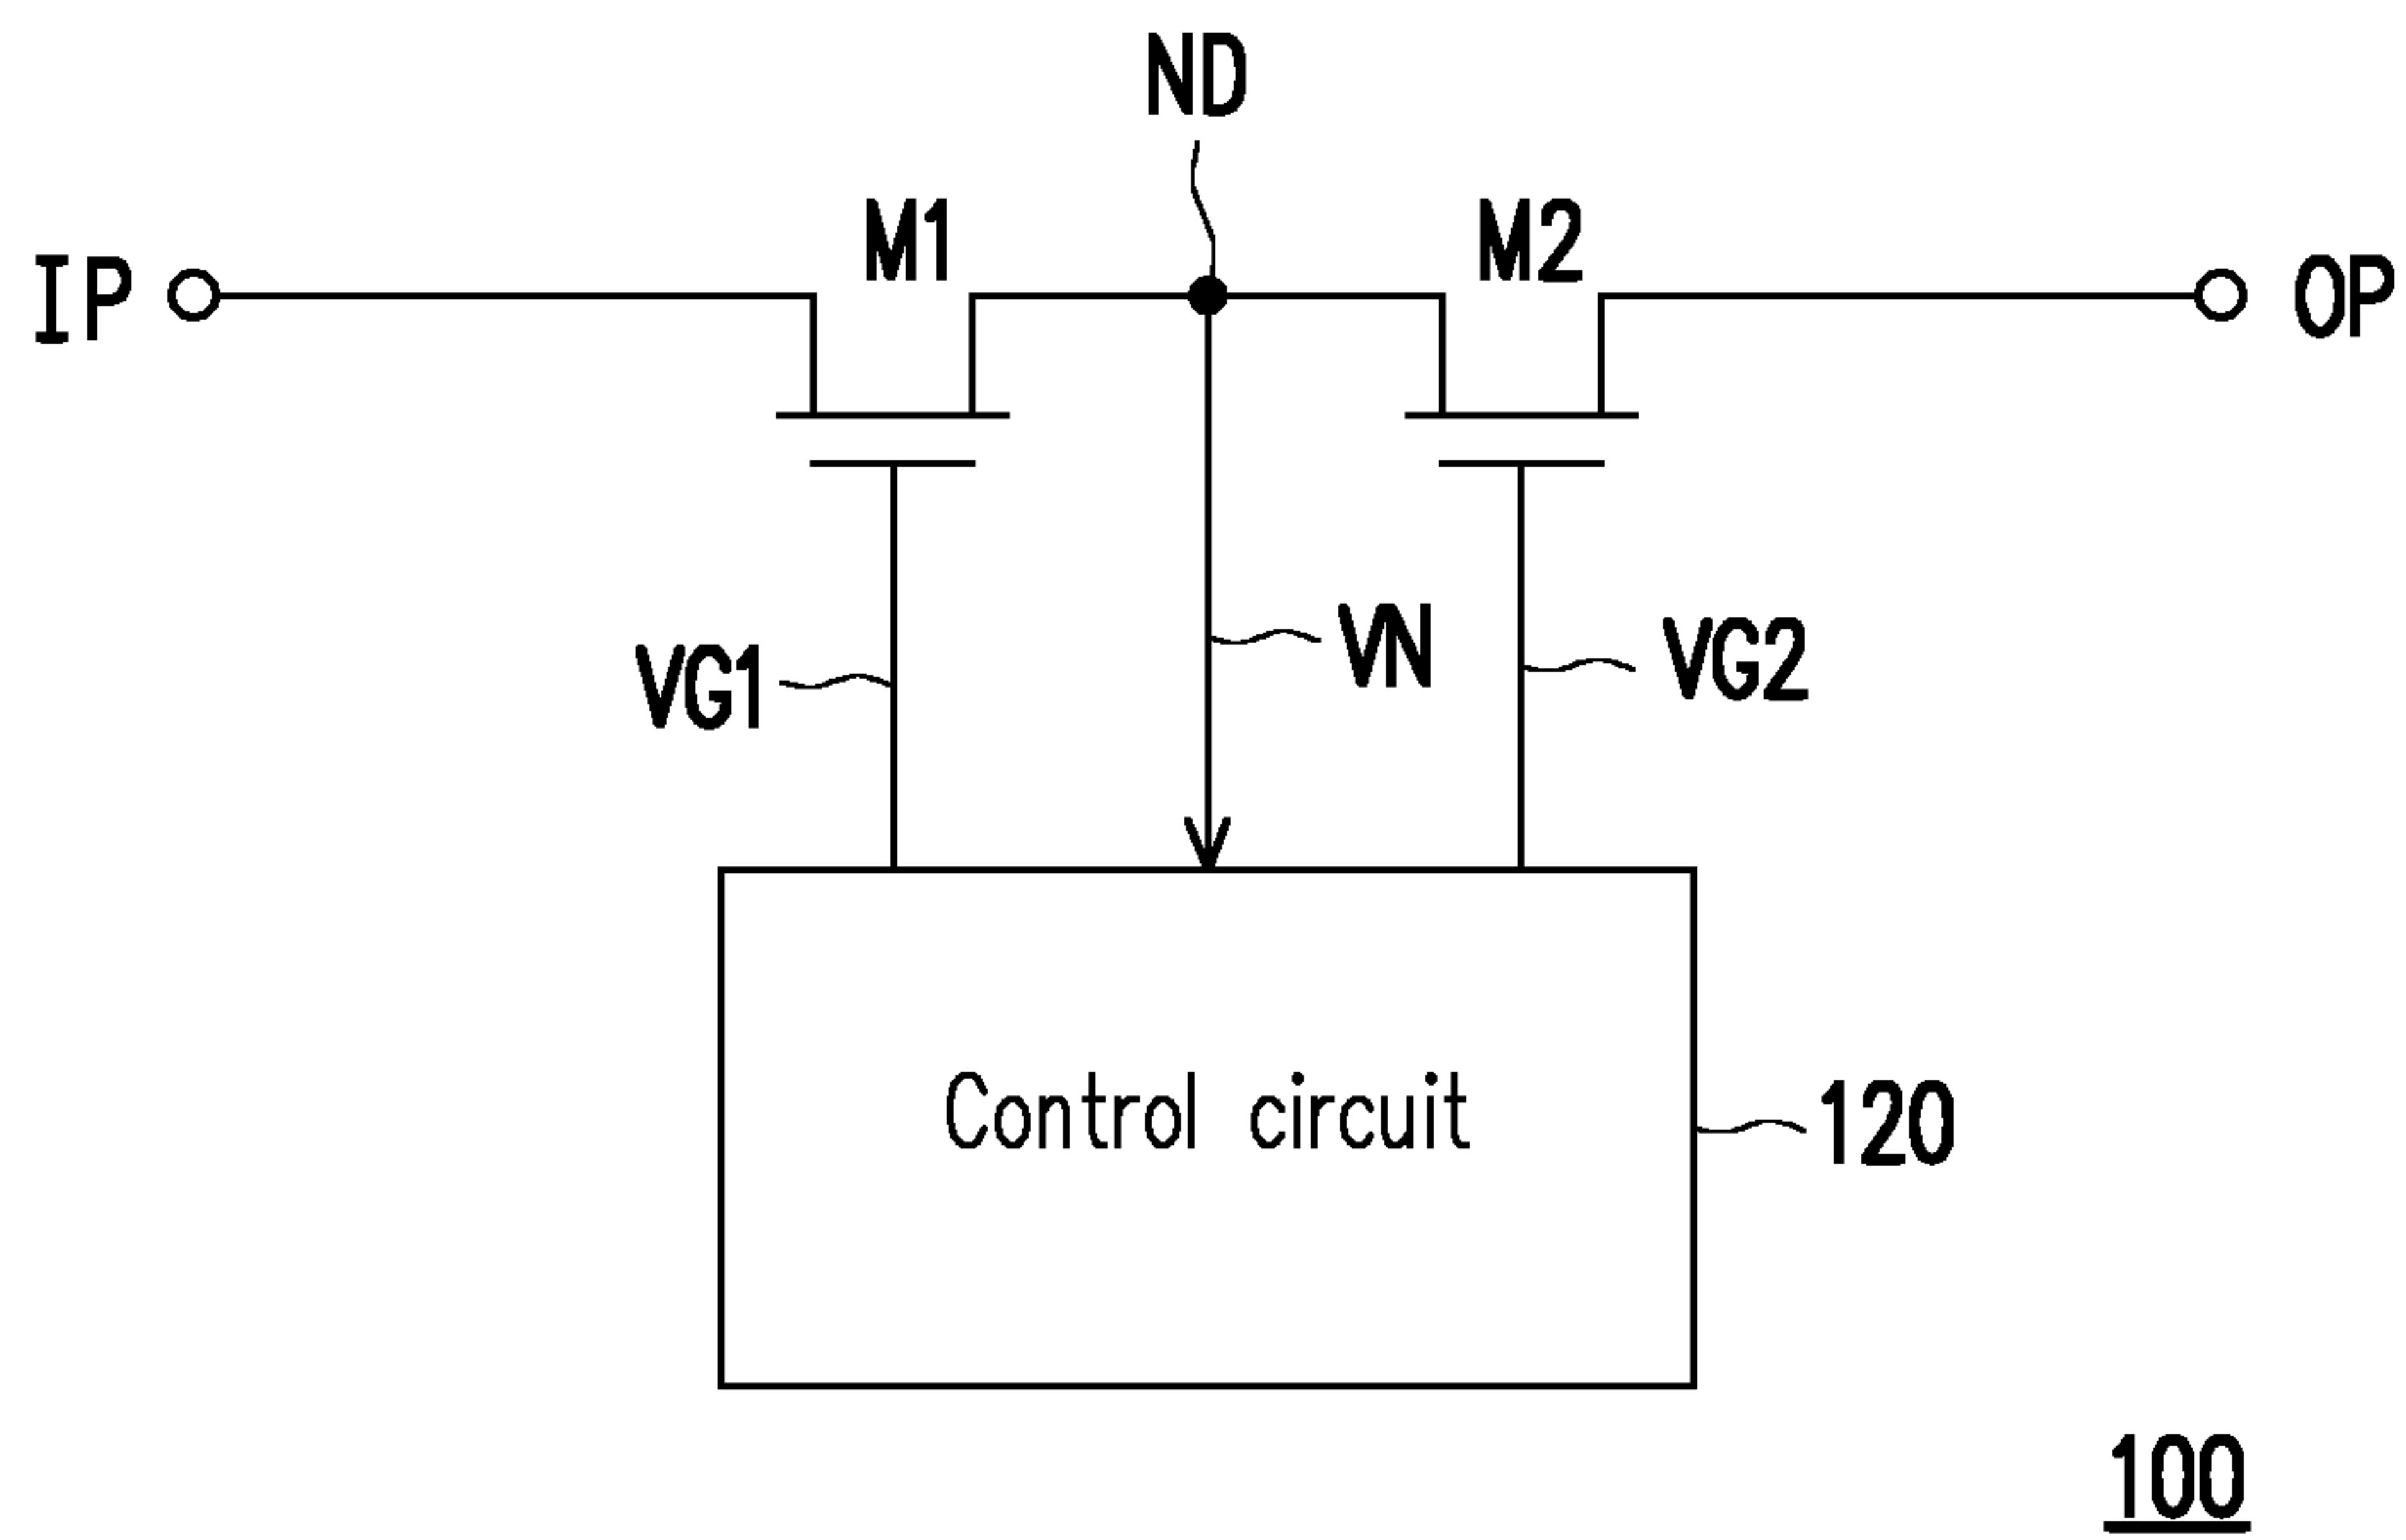 ND
M1
M2
IP
OP
VN
VG2
VG1
Control circuit
120
100